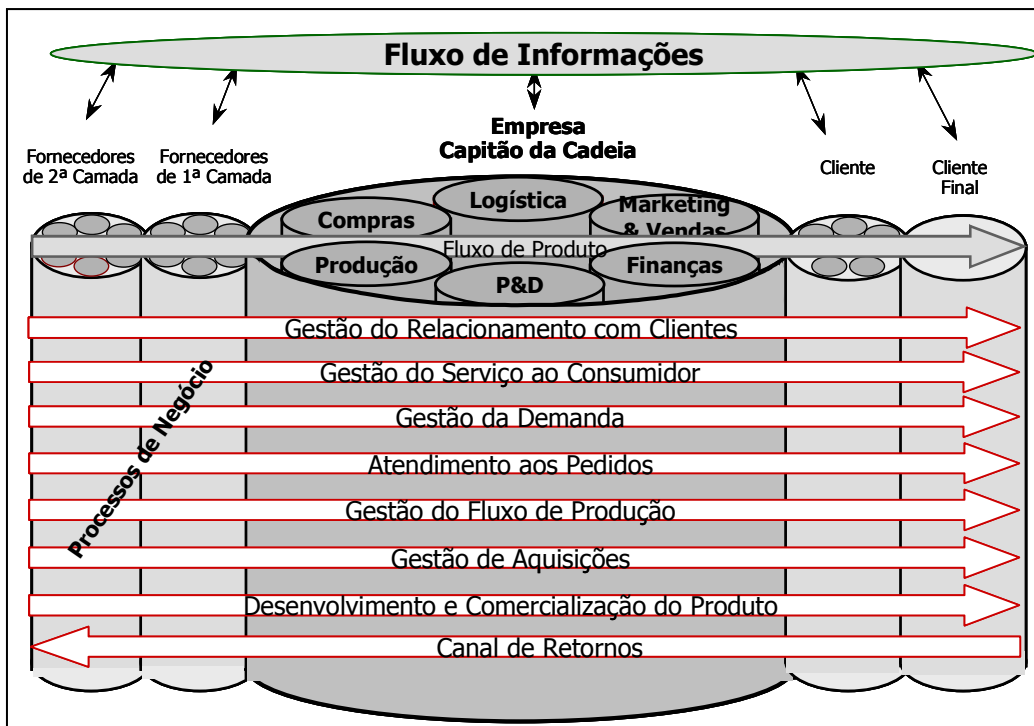 Fluxo de Informações
Empresa
Capitão da Cadeia
Fornecedores
de 2ª Camada
Fornecedores
de 1ª Camada
Cliente
Cliente
Final
Logística
Compras
Marketing
& Vendas
Fluxo de Produto
Produção
Finanças
P&D
Gestão do Relacionamento com Clientes
Gestão do Serviço ao Consumidor
Gestão da Demanda
Atendimento aos Pedidos
Gestão do Fluxo de Produção
Gestão de Aquisições
Desenvolvimento e Comercialização do Produto
Canal de Retornos
Processos de Negócio